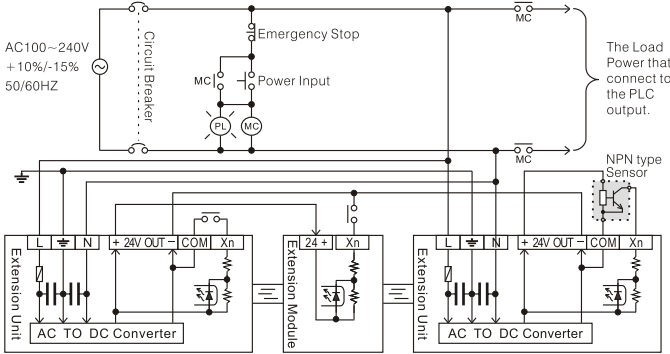 MC
Emergency Stop
AC100~240V
+10%/-15%
50/60HZ
Circuit Breaker
MC
Power Input
The Load
Power that
connect to
the PLC
output.
PL
MC
MC
NPN type
Sensor
L
N
+ 24V OUT −
COM
Xn
24 +
Xn
L
N
+ 24V OUT −
COM
Xn
Extension Unit
AC TO DC Converter
Extension Module
Extension Unit
AC TO DC Converter